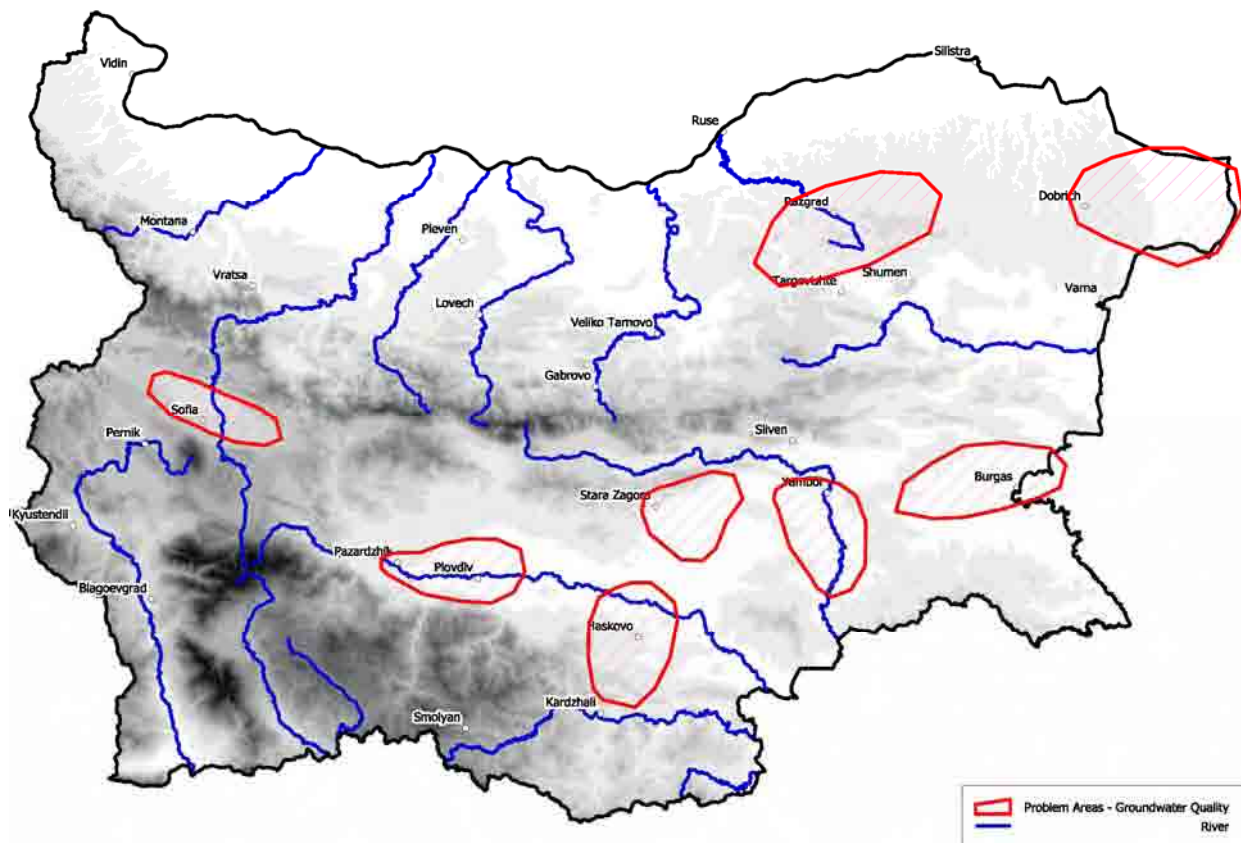 Silistra
Vidin
Ruse
Razgrad
Dobrich
Montana
Pleven
Vratsa
Targovishte
Shumen
Varna
Lovech
Veliko Tarnovo
Gabrovo
Sofia
Pernik
Sliven
Yambol
Burgas
Stara Zagora
Kyustendil
Pazardzhik
Plovdiv
Blagoevgrad
Haskovo
Kardzhali
Smolyan
Problem Areas - Groundwater Quality
River